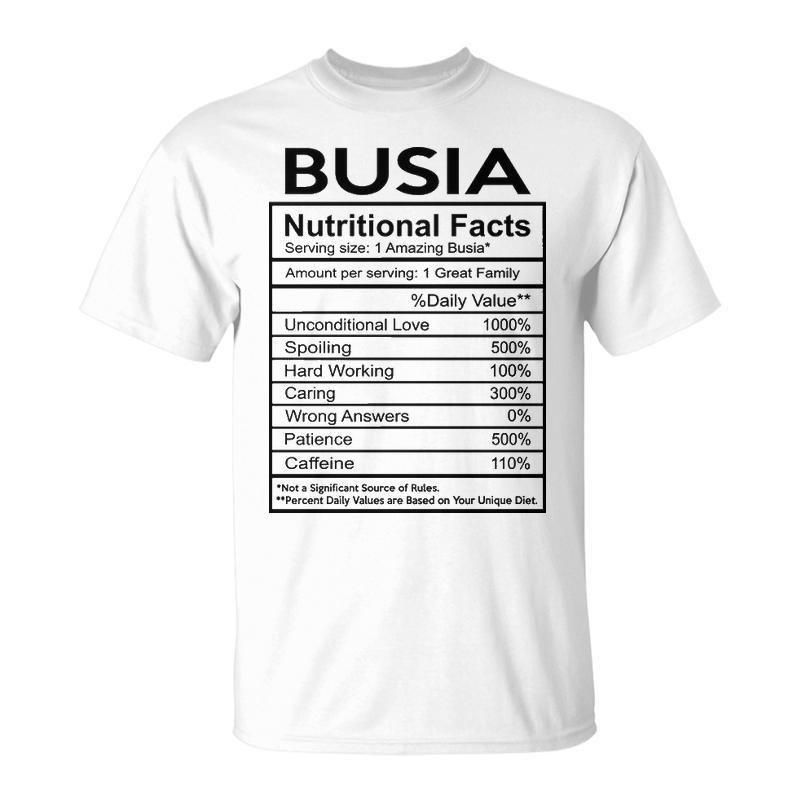 BUSIA
Nutritional Facts
Serving size: 1 Amazing Busia*
Amount per serving: 1 Great Family
%Daily Value**
Unconditional Love 1000%
Spoiling 500%
Hard Working 100%
Caring 300%
Wrong Answers 0%
Patience 500%
Caffeine 110%
*Not a Significant Source of Rules.
**Percent Daily Values are Based on Your Unique Diet.